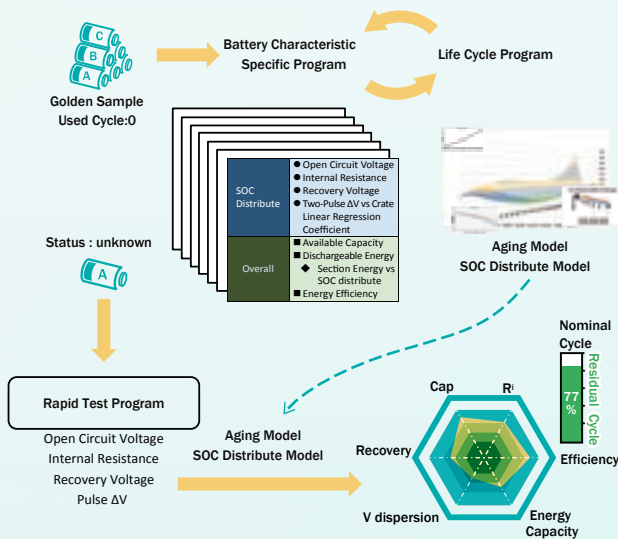 C
B
A
Golden Sample
Used Cycle:0
Battery Characteristic
Specific Program
Life Cycle Program
SOC
Distribute
● Open Circuit Voltage
● Internal Resistance
● Recovery Voltage
● Two-Pulse ΔV vs Crate
Linear Regression
Coefficient
Overall
■ Available Capacity
■ Dischargeable Energy
◆ Section Energy vs
SOC distribute
■ Energy Efficiency
Aging Model
SOC Distribute Model
Status : unknown
A
Rapid Test Program
Open Circuit Voltage
Internal Resistance
Recovery Voltage
Pulse ΔV
Aging Model
SOC Distribute Model
Nominal
Cycle
77
%
Residual Cycle
Cap
Ri
Recovery
Efficiency
V dispersion
Energy
Capacity